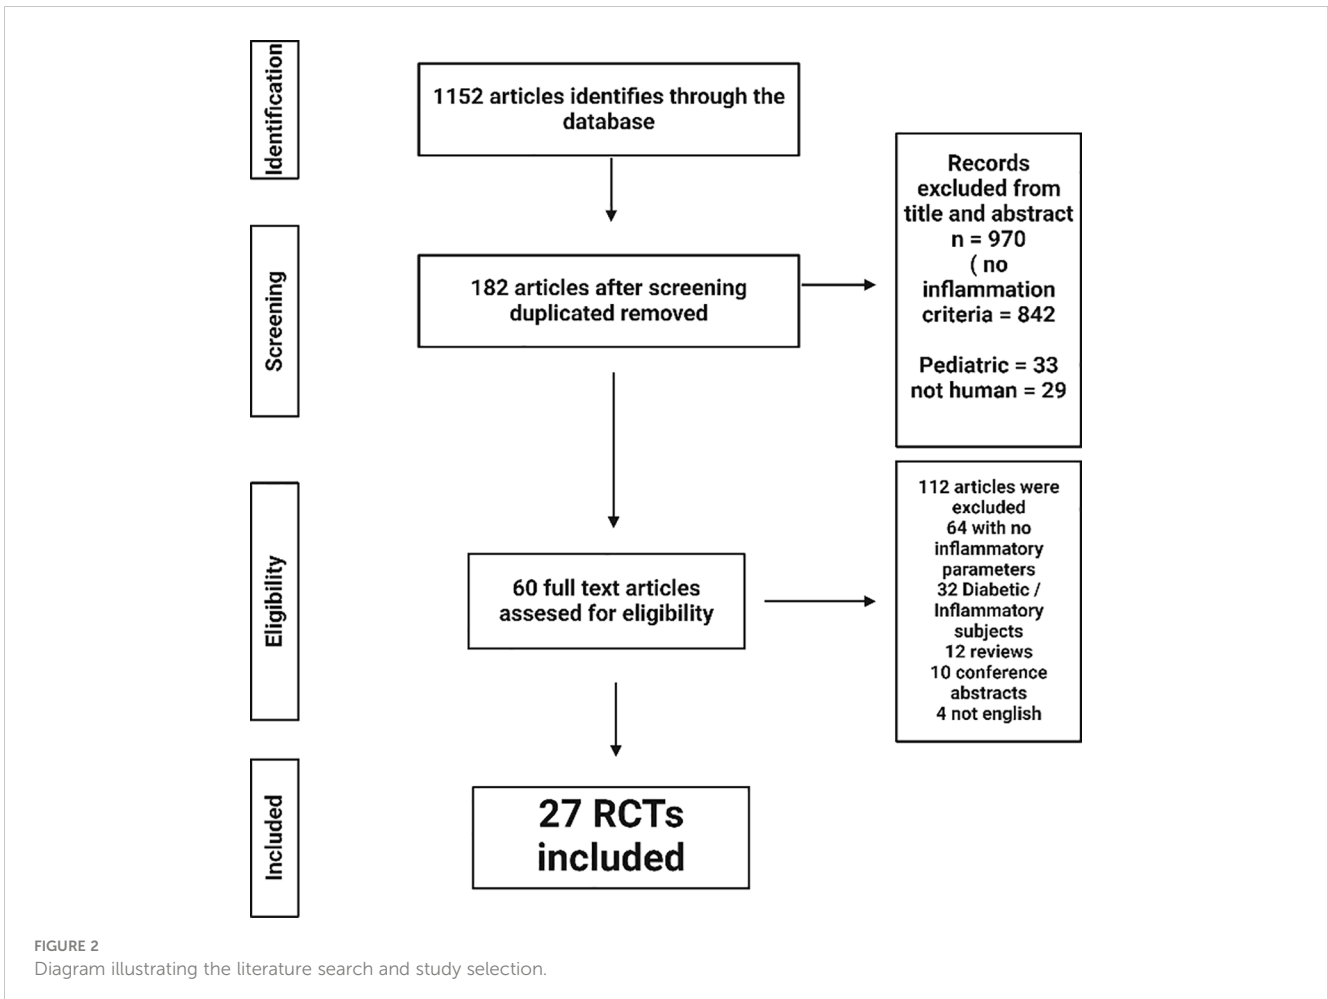 Identification
1152 articles identifies through the
database
Screening
182 articles after screening
duplicated removed
Records
excluded from
title and abstract
n = 970
( no
inflammation
criteria = 842
Pediatric = 33
not human = 29
Eligibility
60 full text articles
assesed for eligibility
112 articles were
excluded
64 with no
inflammatory
parameters
32 Diabetic /
Inflammatory
subjects
12 reviews
10 conference
abstracts
4 not english
Included
27 RCTs
included
FIGURE 2
Diagram illustrating the literature search and study selection.